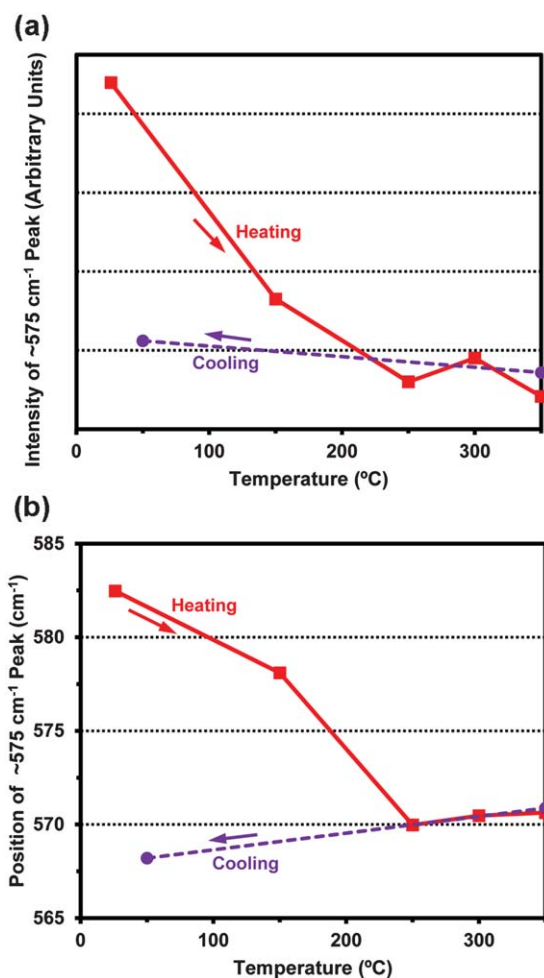 (a)
Intensity of ~575 cm⁻¹ Peak (Arbitrary Units)
Heating
Cooling
0 100 200 300
Temperature (ºC)
(b)
Position of ~575 cm⁻¹ Peak (cm⁻¹)
585
Heating
580
575
570
Cooling
565
0 100 200 300
Temperature (ºC)